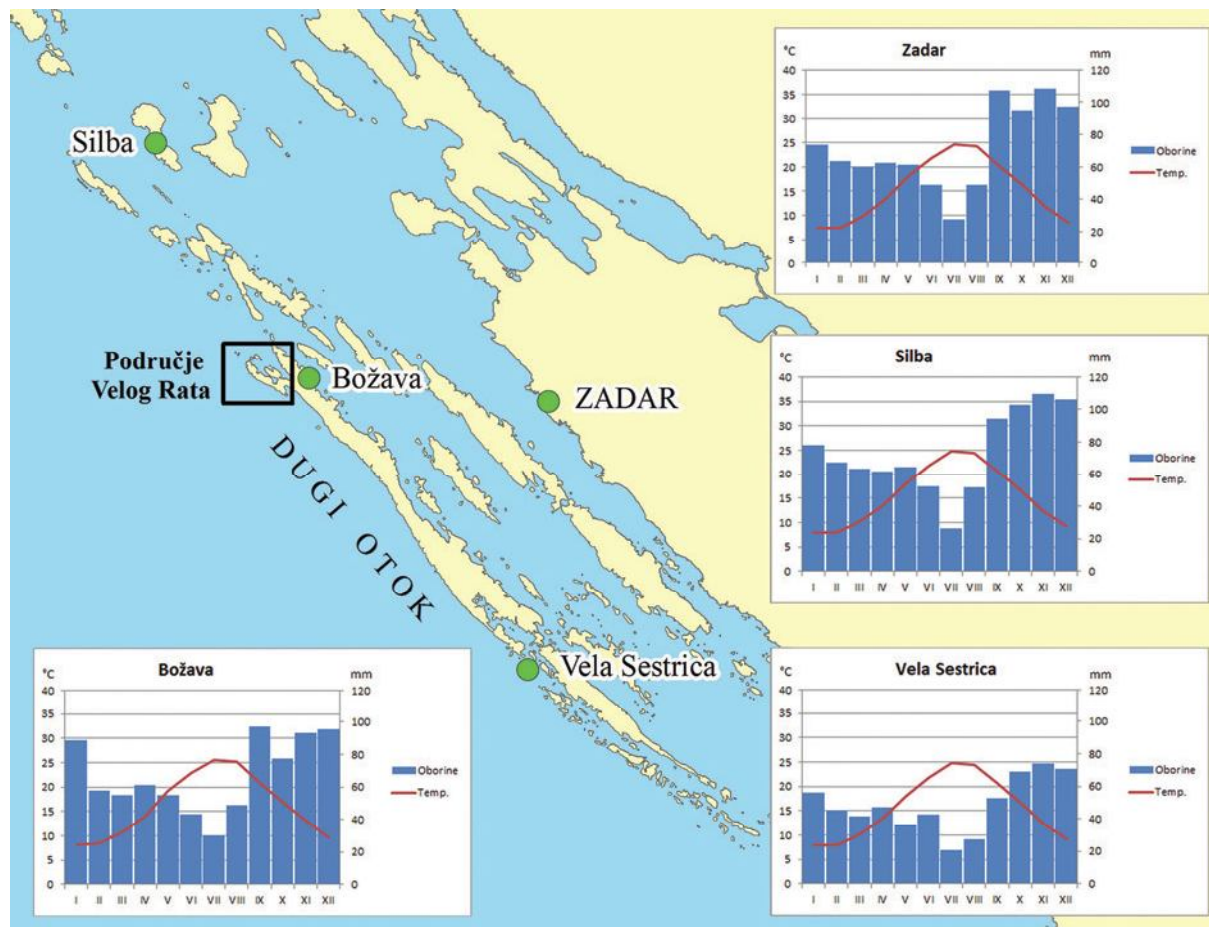 Silba
Područje
Velog Rata
Božava
ZADAR
DUGI OTOK
Vela Sestrica
Zadar
°C
mm
40
35
30
25
20
15
10
5
0
120
100
80
60
40
20
0
I II III IV V VI VII VIII IX X XI XII
Oborine
Temp.
Silba
°C
mm
40
35
30
25
20
15
10
5
0
120
100
80
60
40
20
0
I II III IV V VI VII VIII IX X XI XII
Oborine
Temp.
Božava
°C
mm
40
35
30
25
20
15
10
5
0
120
100
80
60
40
20
0
I II III IV V VI VII VIII IX X XI XII
Oborine
Temp.
Vela Sestrica
°C
mm
40
35
30
25
20
15
10
5
0
120
100
80
60
40
20
0
I II III IV V VI VII VIII IX X XI XII
Oborine
Temp.